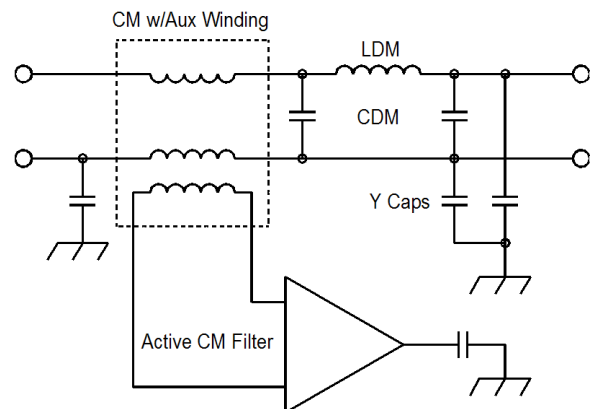 CM w/Aux Winding
LDM
CDM
Y Caps
Active CM Filter